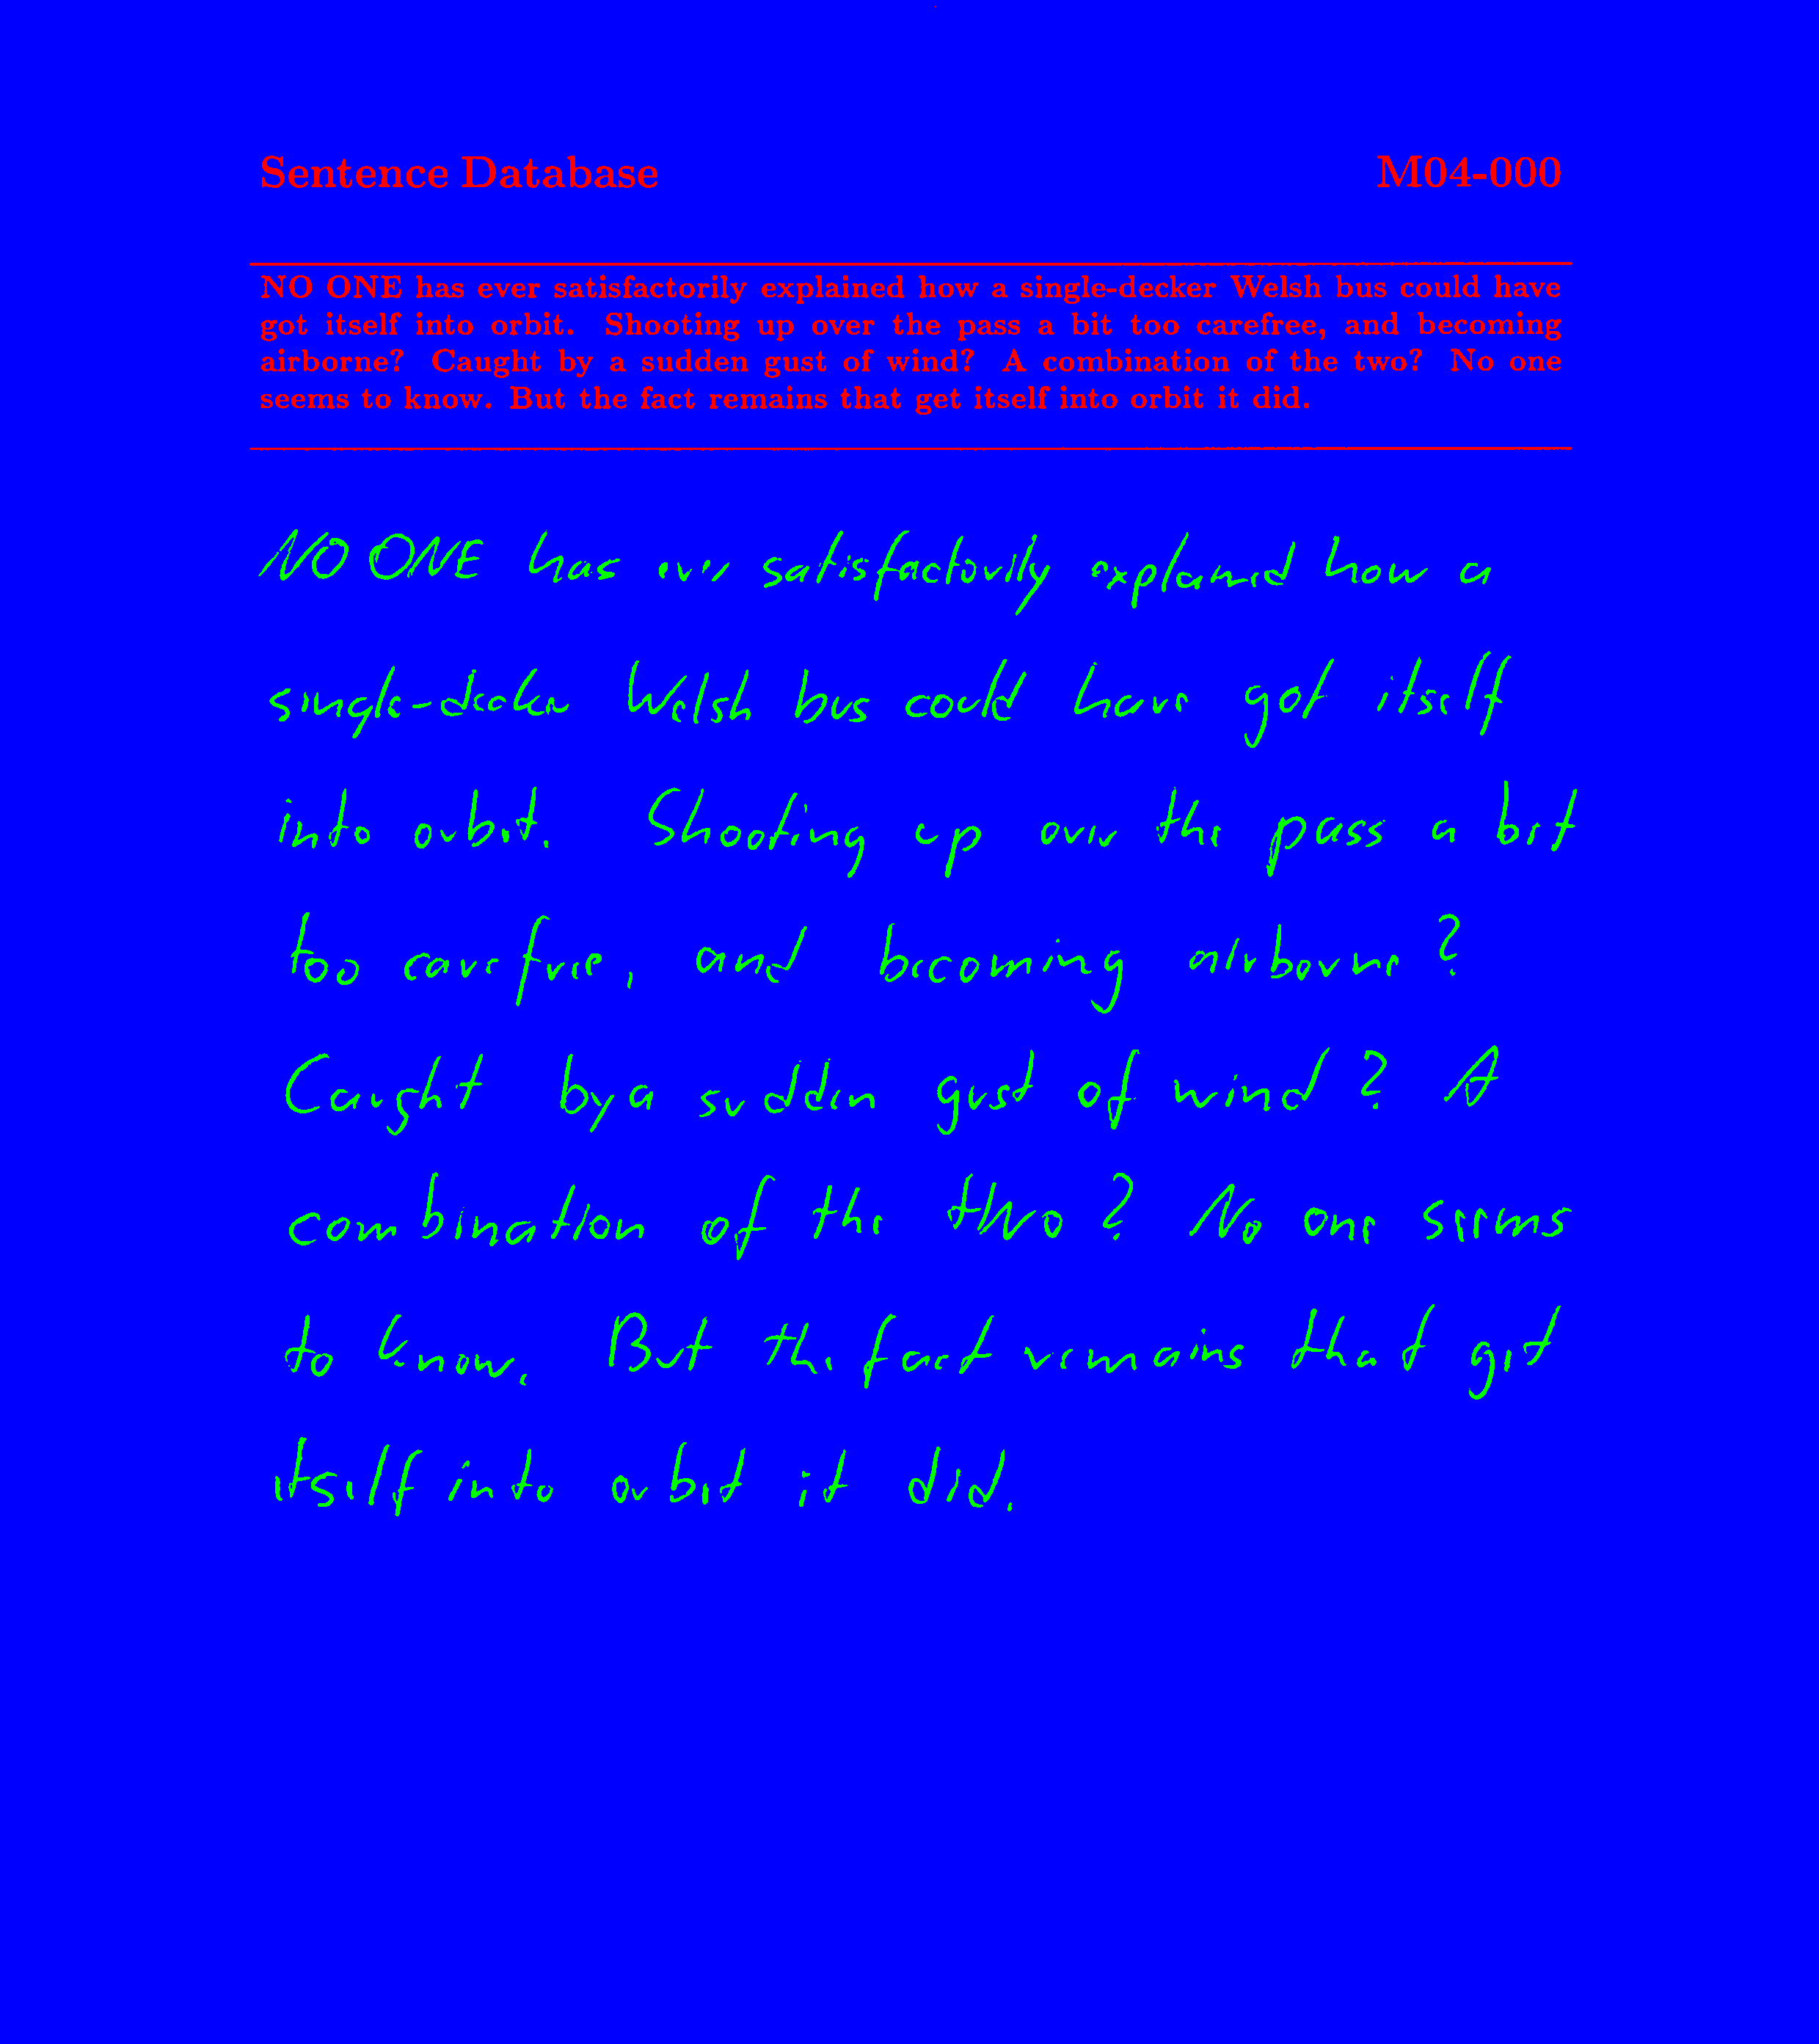 Sentence Database M04-000
NO ONE has ever satisfactorily explained how a single-decker Welsh bus could have
got itself into orbit. Shooting up over the pass a bit too carefree, and becoming
airborne? Caught by a sudden gust of wind? A combination of the two? No one
seems to know. But the fact remains that get itself into orbit it did.
NO ONE has ever satisfactorily explained how a
single-decker Welsh bus could have got itself
into orbit. Shooting up over the pass a bit
too carefree, and becoming airborne?
Caught by a sudden gust of wind? A
combination of the two? No one seems
to know. But the fact remains that get
itself into orbit it did.